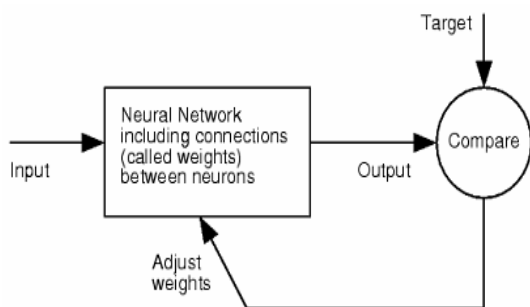 Target
Neural Network
including connections
(called weights)
between neurons
Compare
Input
Output
Adjust
weights